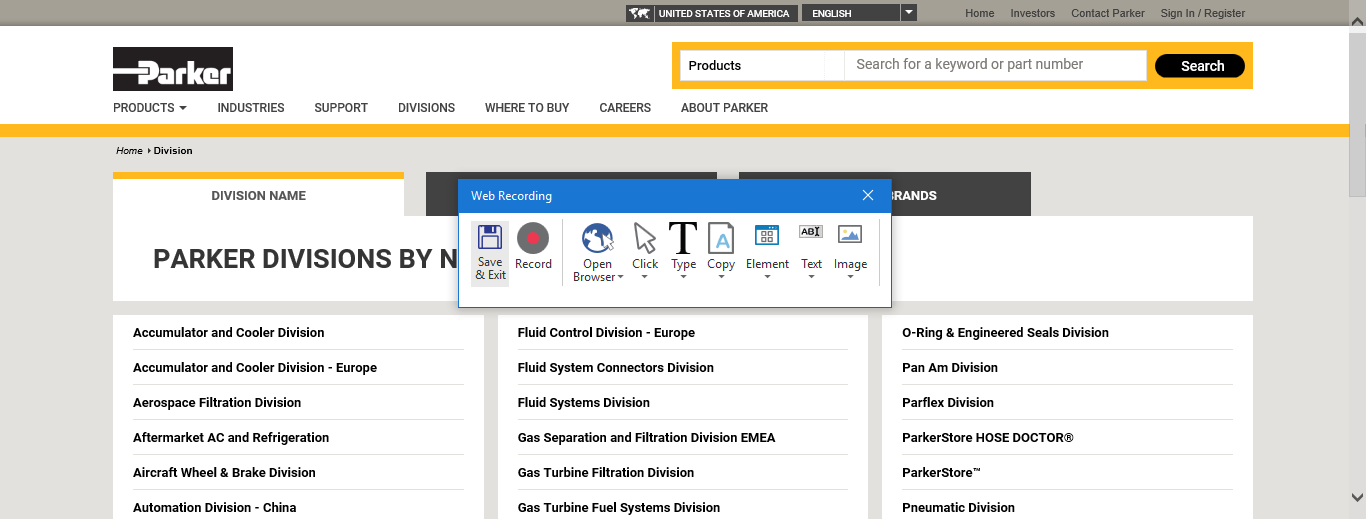 UNITED STATES OF AMERICA ENGLISH Home Investors Contact Parker Sign In / Register
Parker
Products Search for a keyword or part number Search
PRODUCTS INDUSTRIES SUPPORT DIVISIONS WHERE TO BUY CAREERS ABOUT PARKER
Home Division
DIVISION NAME
BRANDS
Web Recording
PARKER DIVISIONS BY N
Save & Exit Record Open Browser Click Type Copy Element Text Image
Accumulator and Cooler Division Fluid Control Division - Europe O-Ring & Engineered Seals Division
Accumulator and Cooler Division - Europe Fluid System Connectors Division Pan Am Division
Aerospace Filtration Division Fluid Systems Division Parflex Division
Aftermarket AC and Refrigeration Gas Separation and Filtration Division EMEA ParkerStore HOSE DOCTOR®
Aircraft Wheel & Brake Division Gas Turbine Filtration Division ParkerStore™
Automation Division - China Gas Turbine Fuel Systems Division Pneumatic Division